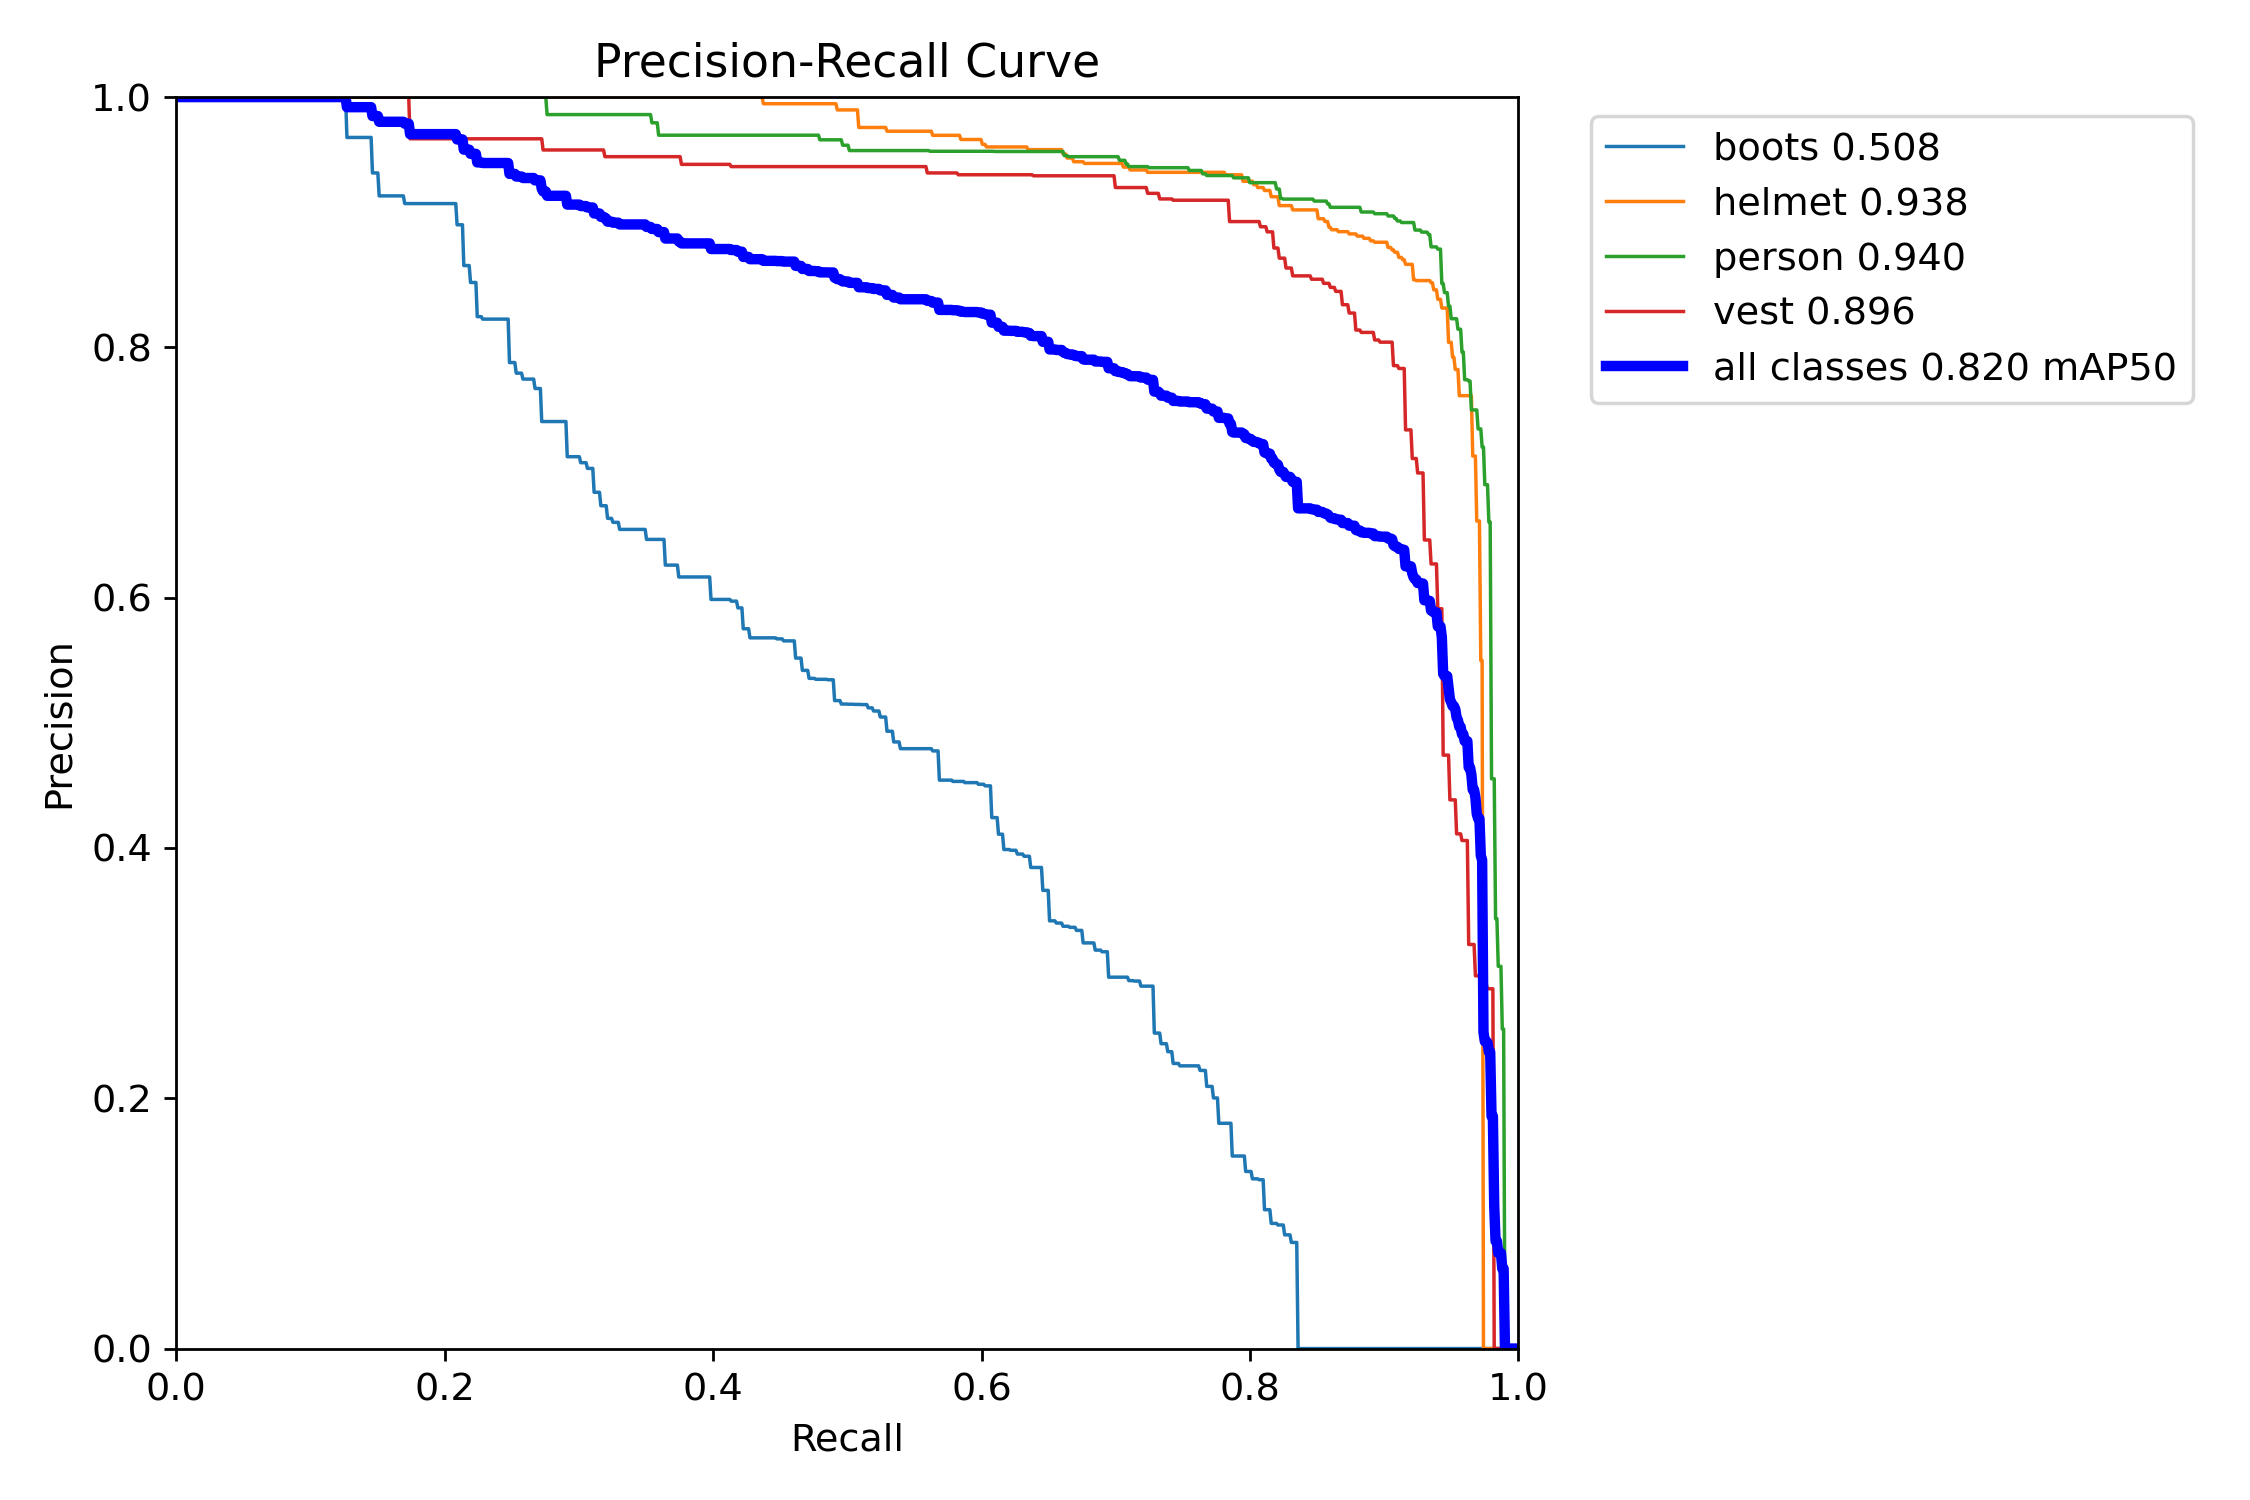 Precision-Recall Curve
1.0
0.8
0.6
0.4
0.2
0.0
Precision
0.0 0.2 0.4 0.6 0.8 1.0
Recall
boots 0.508
helmet 0.938
person 0.940
vest 0.896
all classes 0.820 mAP50